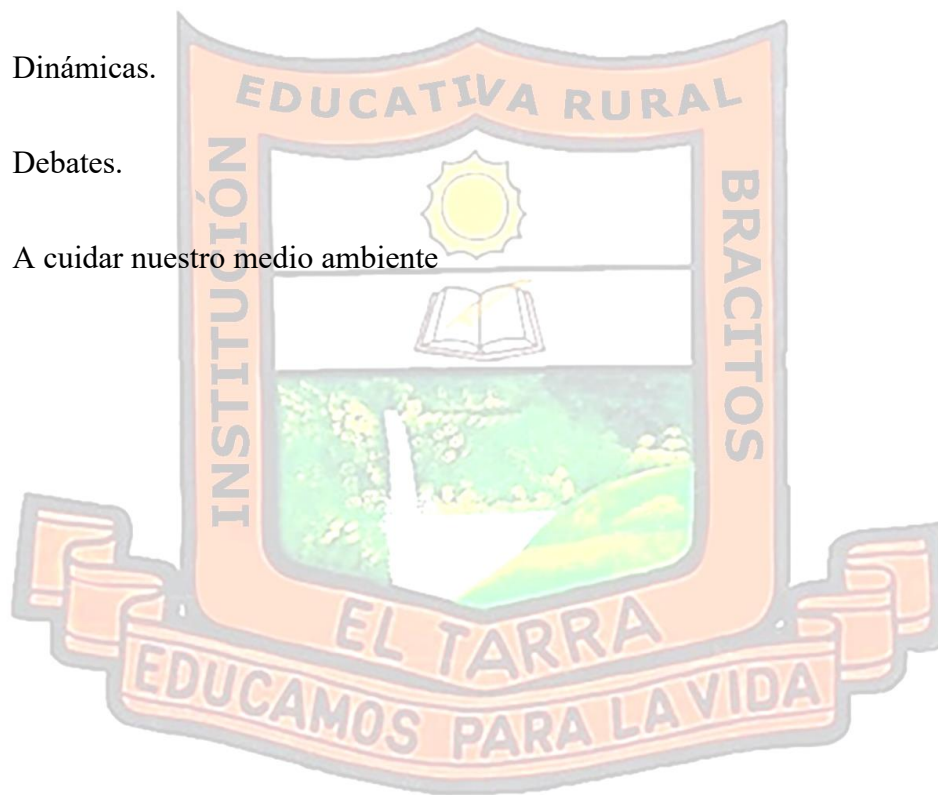 Dinámicas.
EDUCATIVA RURAL
Debates.
INSTITUCIÓN
BRACITOS
A cuidar nuestro medio ambiente
EL TARRA
EDUCAMOS PARA LA VIDA